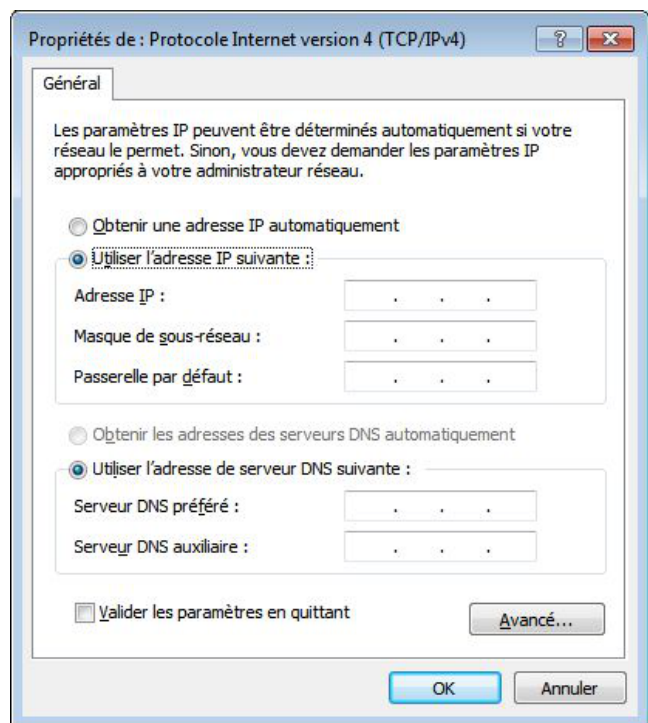 Propriétés de : Protocole Internet version 4 (TCP/IPv4)
Général
Les paramètres IP peuvent être déterminés automatiquement si votre
réseau le permet. Sinon, vous devez demander les paramètres IP
appropriés à votre administrateur réseau.
Obtenir une adresse IP automatiquement
Utiliser l'adresse IP suivante :
Adresse IP :
Masque de sous-réseau :
Passerelle par défaut :
Obtenir les adresses des serveurs DNS automatiquement
Utiliser l'adresse de serveur DNS suivante :
Serveur DNS préféré :
Serveur DNS auxiliaire :
Valider les paramètres en quittant
Avancé...
OK Annuler